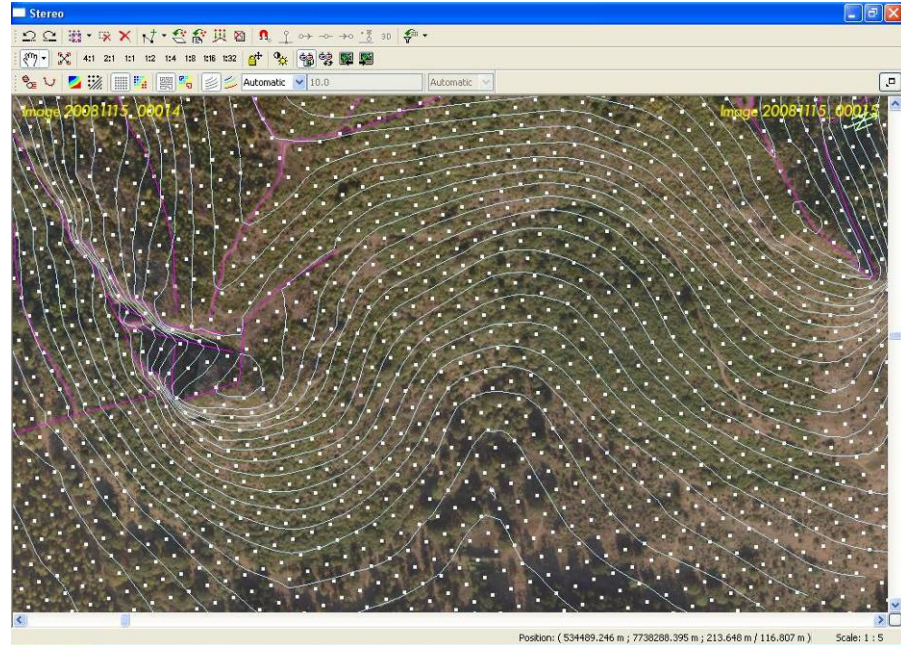 Stereo
3D
4:1 2:1 1:1 1:2 1:4 1:8 1:16 1:32
Automatic 10.0 Automatic
Image 20081115_00014 Image 20081115_00015
Position: ( 534489.246 m ; 7738288.395 m ; 213.648 m / 116.807 m ) Scale: 1 : 5